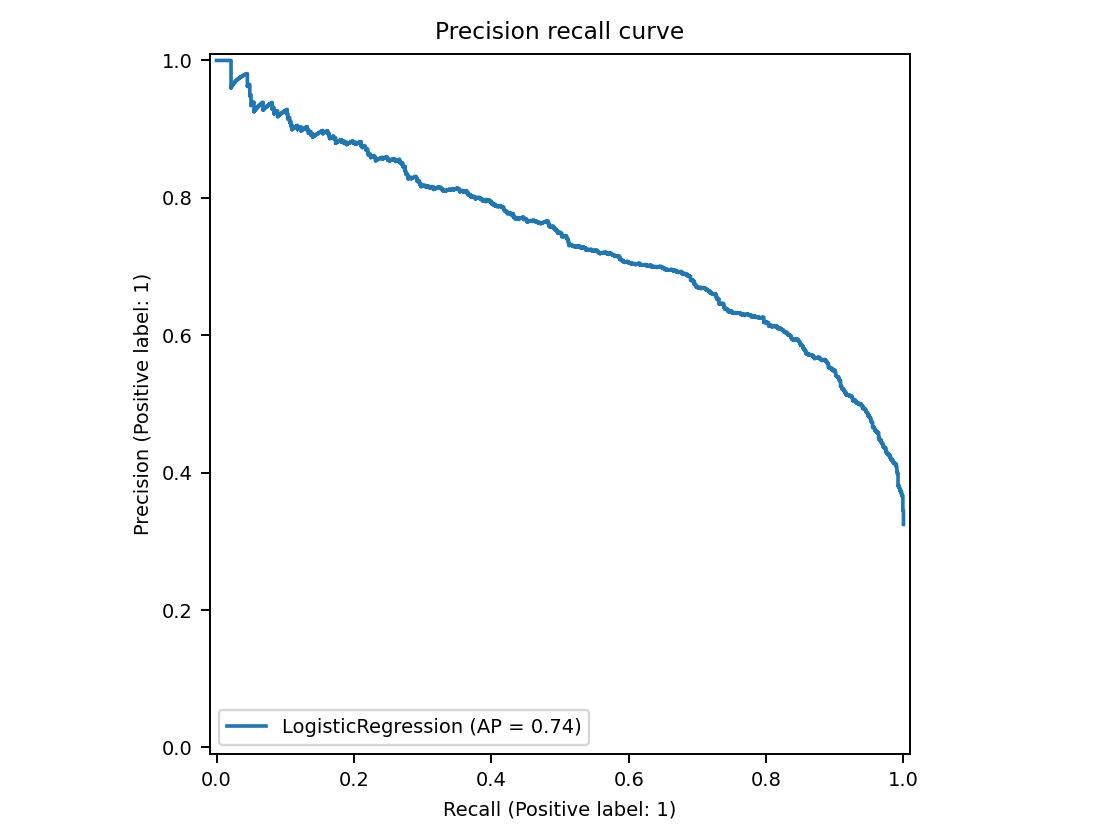 Precision recall curve
1.0
0.8
0.6
0.4
0.2
0.0
Precision (Positive label: 1)
LogisticRegression (AP = 0.74)
0.0 0.2 0.4 0.6 0.8 1.0
Recall (Positive label: 1)